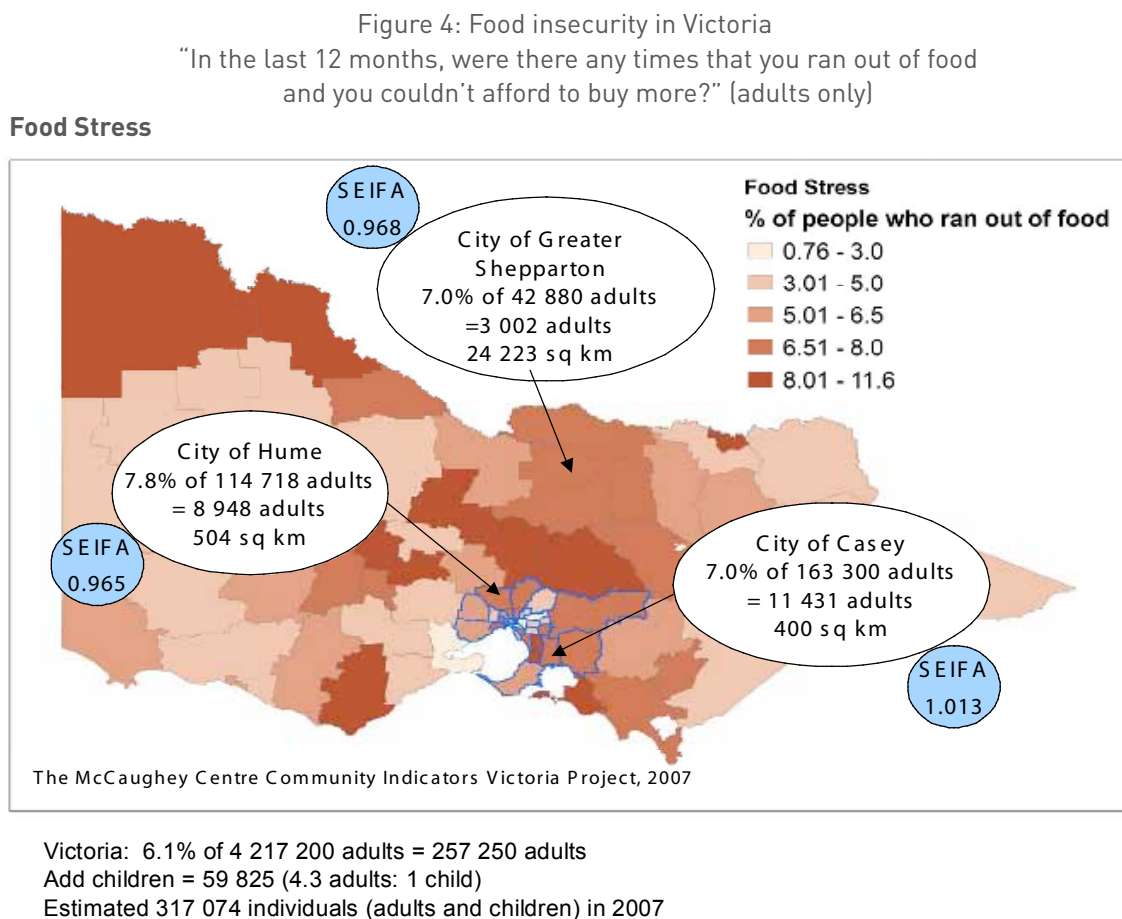 Figure 4: Food insecurity in Victoria
“In the last 12 months, were there any times that you ran out of food
and you couldn’t afford to buy more?” (adults only)
Food Stress
SEIFA
0.968
City of Greater
Shepparton
7.0% of 42 880 adults
=3 002 adults
24 223 sq km
Food Stress
% of people who ran out of food
0.76 - 3.0
3.01 - 5.0
5.01 - 6.5
6.51 - 8.0
8.01 - 11.6
City of Hume
7.8% of 114 718 adults
= 8 948 adults
504 sq km
SEIFA
0.965
City of Casey
7.0% of 163 300 adults
= 11 431 adults
400 sq km
SEIFA
1.013
The McCaughey Centre Community Indicators Victoria Project, 2007
Victoria: 6.1% of 4 217 200 adults = 257 250 adults
Add children = 59 825 (4.3 adults: 1 child)
Estimated 317 074 individuals (adults and children) in 2007